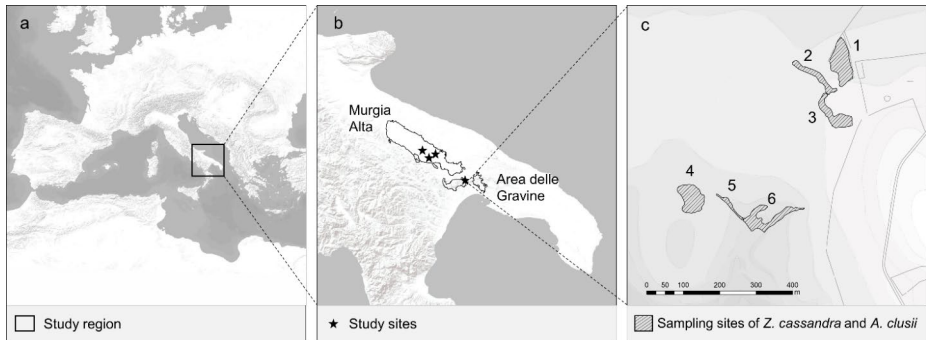 a
b
c
Murgia
Alta
Area delle
Gravine
1
2
3
4
5
6
0 50 100 200 300 400
m
Study region
Study sites
Sampling sites of Z. cassandra and A. clusii